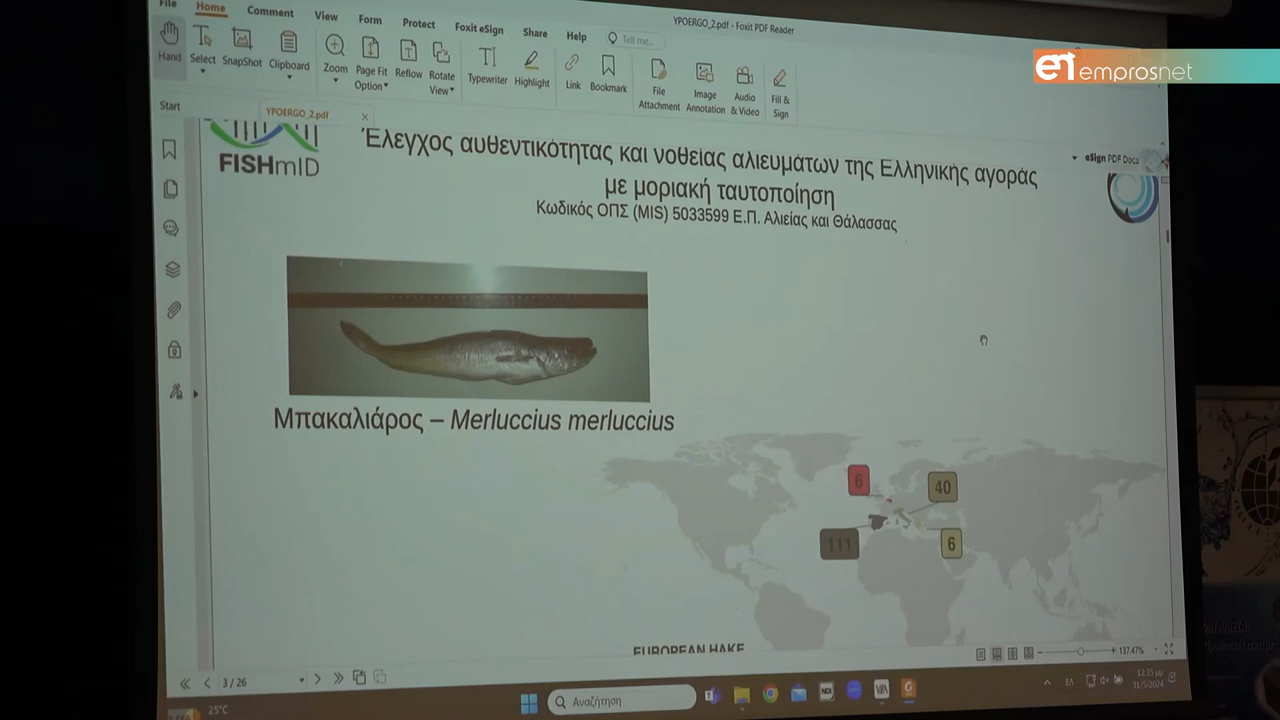 File Home Comment View Form Protect Foxit eSign Share Help Tell me...
YPOERGO_2.pdf - Foxit PDF Reader
emprosnet
Hand Select SnapShot Clipboard Zoom Page Fit Option Reflow Rotate View Typewriter Highlight Link Bookmark File Attachment Image Annotation Audio & Video Fill & Sign
Start YPOERGO_2.pdf
eSign PDF Docs
FISHmID
Έλεγχος αυθεντικότητας και νοθείας αλιευμάτων της Ελληνικής αγοράς
με μοριακή ταυτοποίηση
Κωδικός ΟΠΣ (MIS) 5033599 Ε.Π. Αλιείας και Θάλασσας
Μπακαλιάρος – Merluccius merluccius
6
40
111
6
EUROPEAN HAKE
3 / 26
137.47%
25°C
Αναζήτηση
NDI
ΕΛ
12:35 μμ
31/5/2024